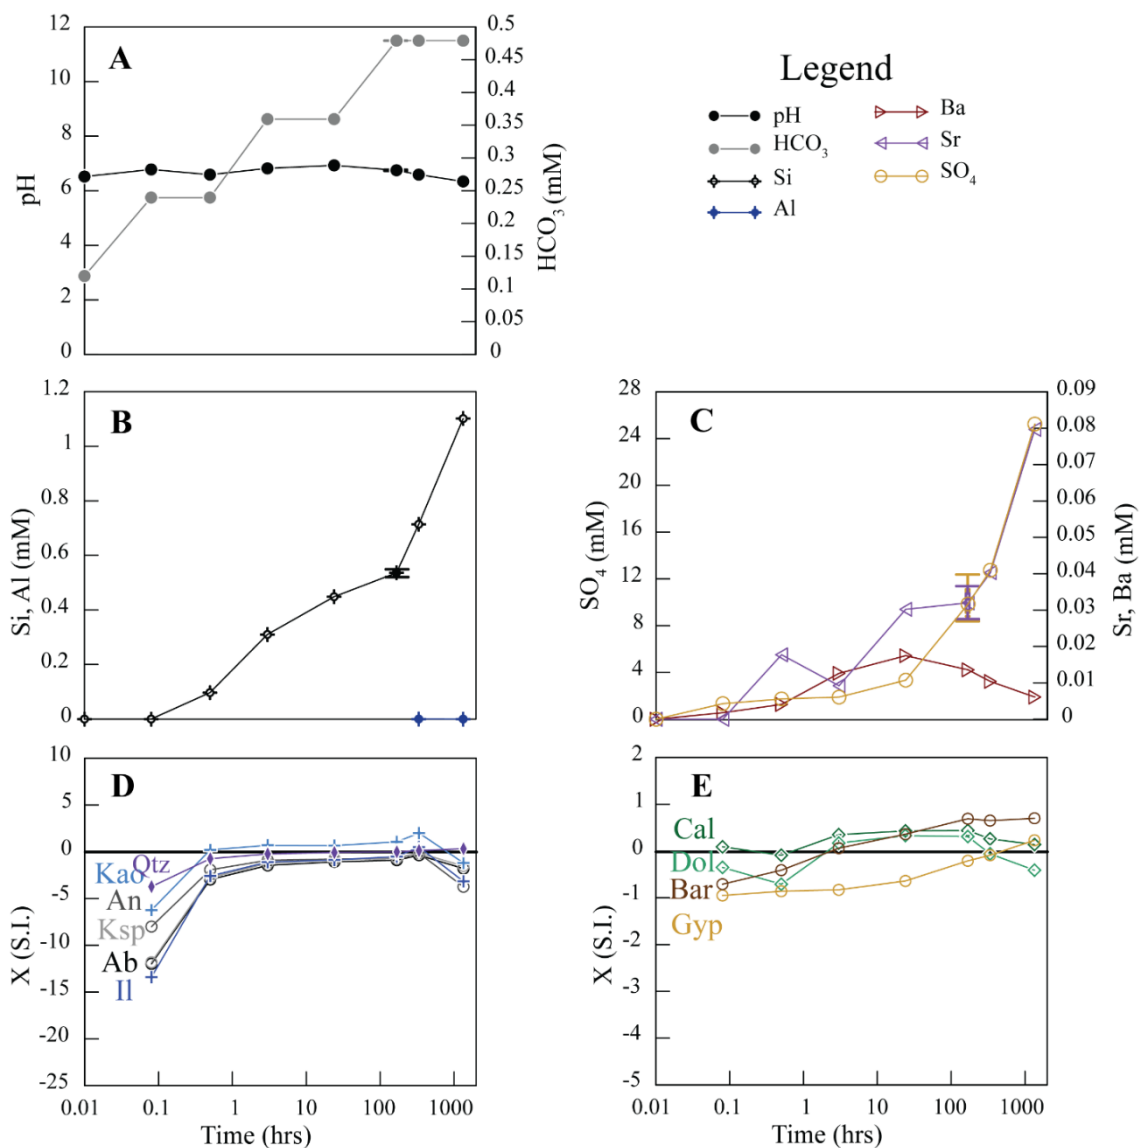 12
10
8
6
4
2
0
pH
A
0.5
0.45
0.4
0.35
0.3
0.25
0.2
0.15
0.1
0.05
0
HCO3 (mM)
Legend
pH
HCO3
Si
Al
Ba
Sr
SO4
1.2
1
0.8
0.6
0.4
0.2
0
Si, Al (mM)
B
28
24
20
16
12
8
4
0
SO4 (mM)
C
0.09
0.08
0.07
0.06
0.05
0.04
0.03
0.02
0.01
0
Sr, Ba (mM)
10
5
0
-5
-10
-15
-20
-25
X (S.I.)
D
Qtz
Kao
An
Ksp
Ab
Il
0.01
0.1
1
10
100
1000
Time (hrs)
2
1
0
-1
-2
-3
-4
-5
X (S.I.)
E
Cal
Dol
Bar
Gyp
0.01
0.1
1
10
100
1000
Time (hrs)